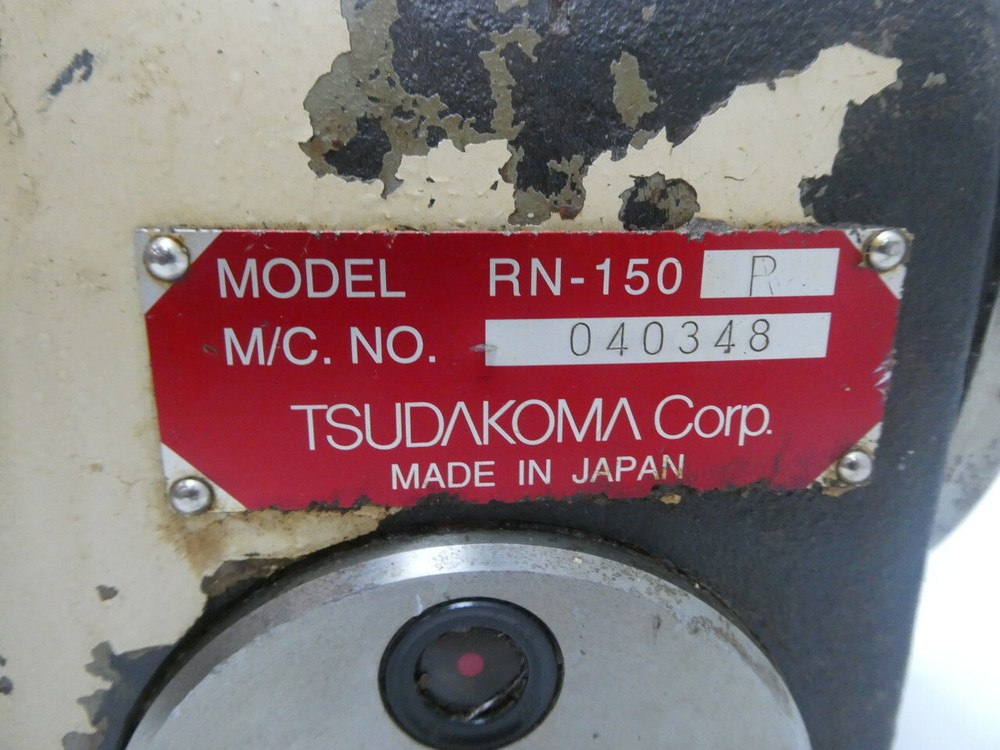 MODEL RN-150 R
M/C. NO. 040348
TSUDAKOMA Corp.
MADE IN JAPAN